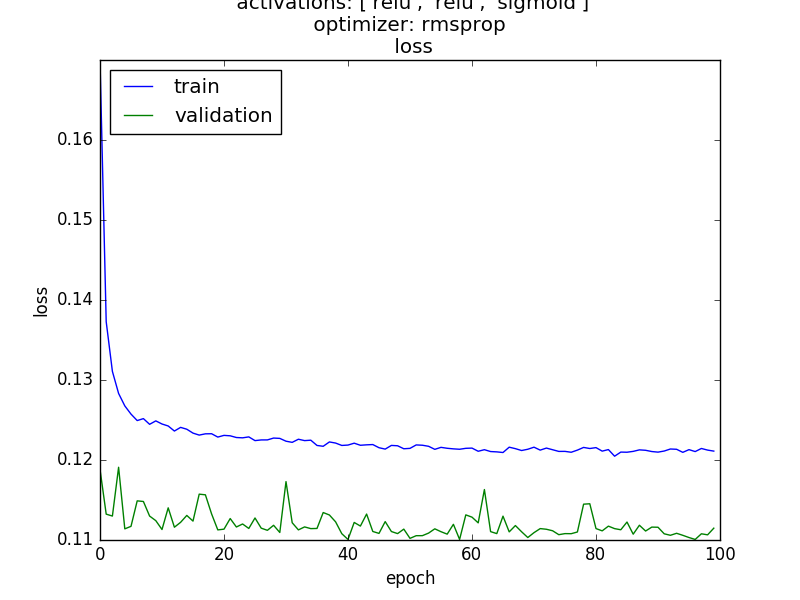 activations: ['relu', 'relu', 'sigmoid']
optimizer: rmsprop
loss
train
validation
0.16
0.15
0.14
0.13
0.12
0.11
loss
0 20 40 60 80 100
epoch